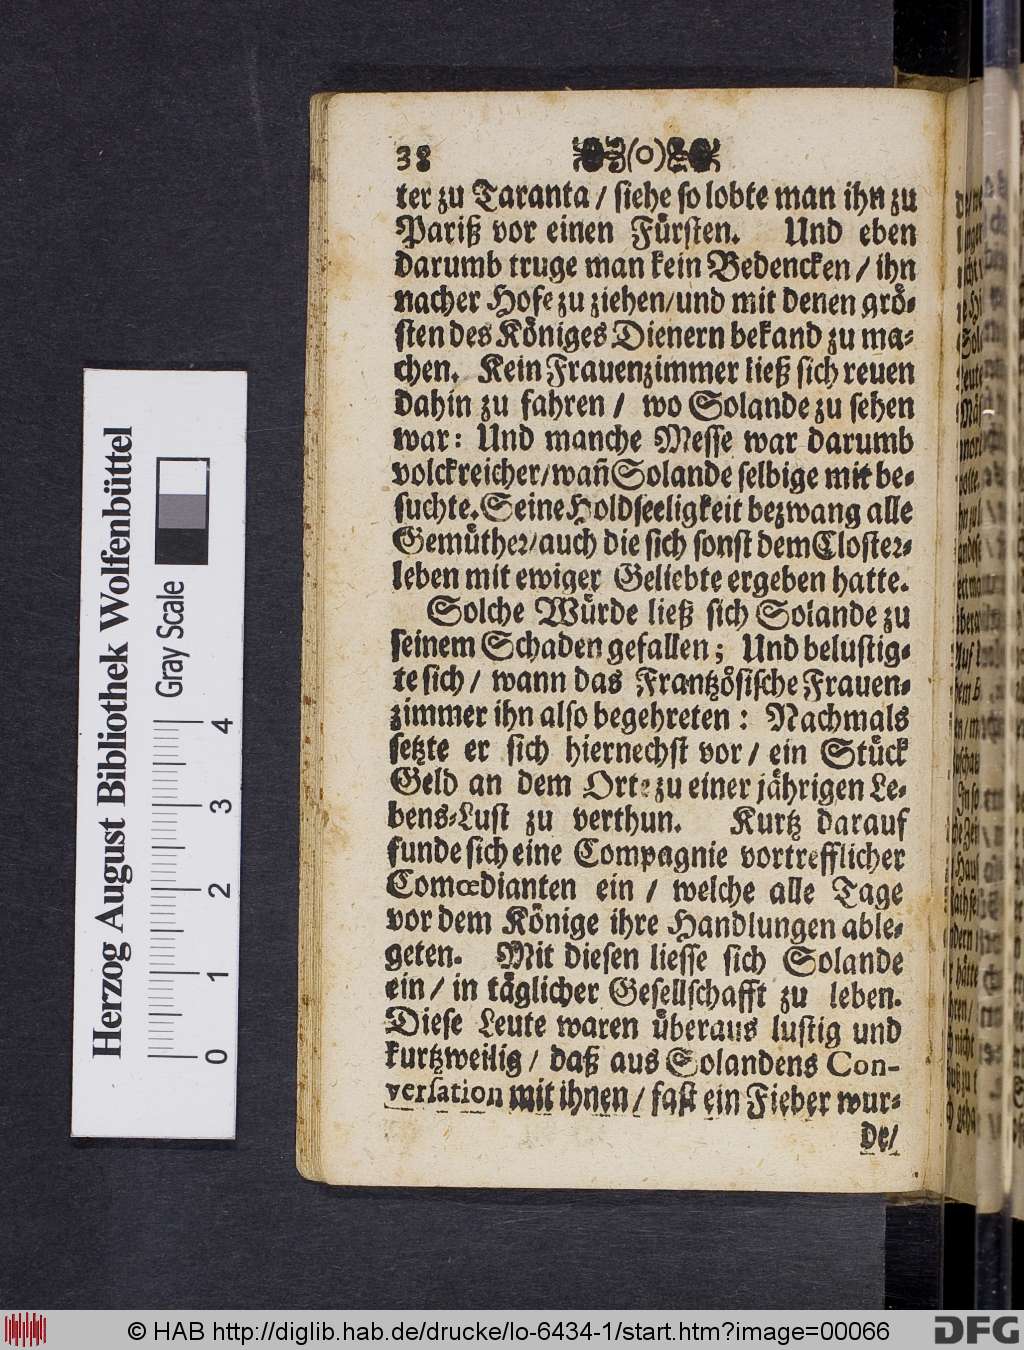 38 (o)
ter zu Taranta / siehe so lobte man ihn zu
Pariß vor einen Fürsten. Und eben
darumb truge man kein Bedencken / ihn
nacher Hofe zu ziehen/und mit denen grö-
sten des Königes Dienern bekand zu ma-
chen. Kein Frauenzimmer ließ sich reuen
dahin zu fahren / wo Solande zu sehen
war: Und manche Messe war darumb
volckreicher/wañ Solande selbige mit be-
suchte. Seine Holdseeligkeit bezwang alle
Gemüther/auch die sich sonst dem Closter-
leben mit ewiger Geliebte ergeben hatte.
Solche Würde ließ sich Solande zu
seinem Schaden gefallen; Und belustig-
te sich / wann das Frantzösische Frauen-
zimmer ihn also begehreten: Nachmals
setzte er sich hiernechst vor / ein Stück
Geld an dem Orte zu einer jährigen Le-
bens-Lust zu verthun. Kurtz darauf
funde sich eine Compagnie vortrefflicher
Comœdianten ein / welche alle Tage
vor dem Könige ihre Handlungen able-
geten. Mit diesen liesse sich Solande
ein / in täglicher Gesellschafft zu leben.
Diese Leute waren überaus lustig und
kurtzweilig / daß aus Solandens Con-
versation mit ihnen / fast ein Fieber wur-
de/
Herzog August Bibliothek Wolfenbüttel
Gray Scale
0 1 2 3 4
© HAB http://diglib.hab.de/drucke/lo-6434-1/start.htm?image=00066
DFG